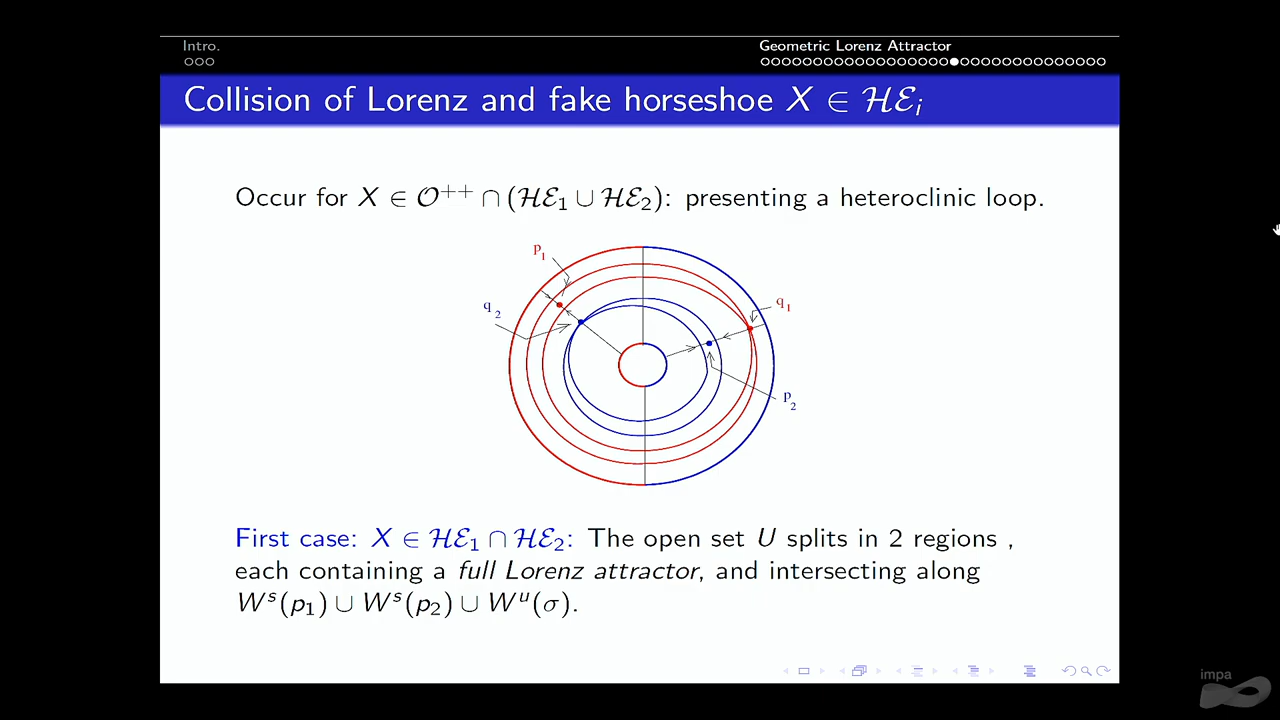 Intro.
Geometric Lorenz Attractor
Collision of Lorenz and fake horseshoe X ∈ ℋℰᵢ
Occur for X ∈ 𝒪⁺⁺ ∩ (ℋℰ₁ ∪ ℋℰ₂): presenting a heteroclinic loop.
p₁
q₂
q₁
p₂
First case: X ∈ ℋℰ₁ ∩ ℋℰ₂: The open set U splits in 2 regions ,
each containing a full Lorenz attractor, and intersecting along
Wˢ(p₁) ∪ Wˢ(p₂) ∪ Wᵘ(σ).
impa